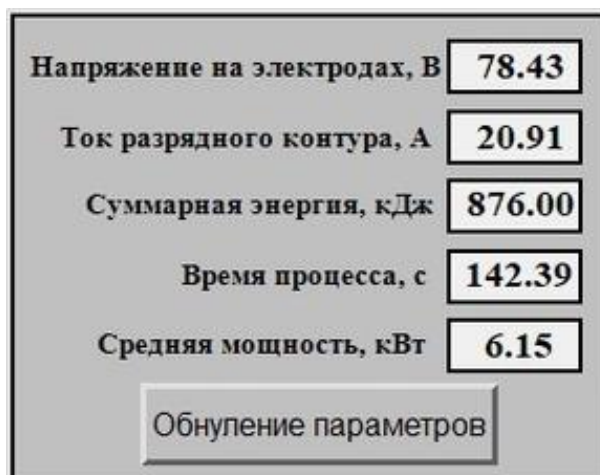 Напряжение на электродах, В 78.43
Ток разрядного контура, А 20.91
Суммарная энергия, кДж 876.00
Время процесса, с 142.39
Средняя мощность, кВт 6.15
Обнуление параметров